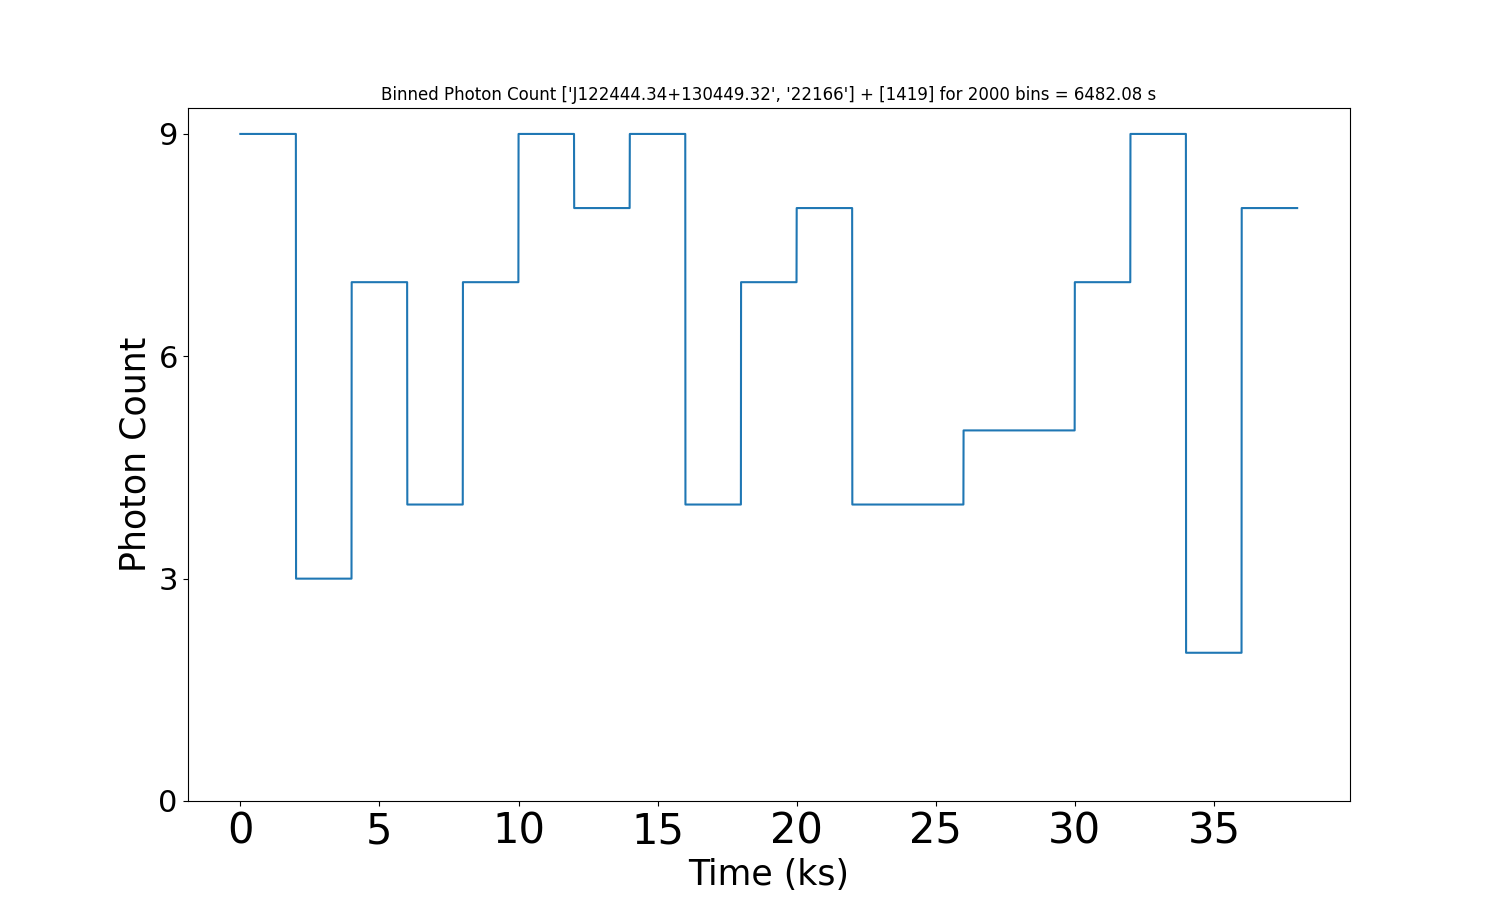 Binned Photon Count ['J122444.34+130449.32', '22166'] + [1419] for 2000 bins = 6482.08 s
9
6
3
0
Photon Count
0 5 10 15 20 25 30 35
Time (ks)